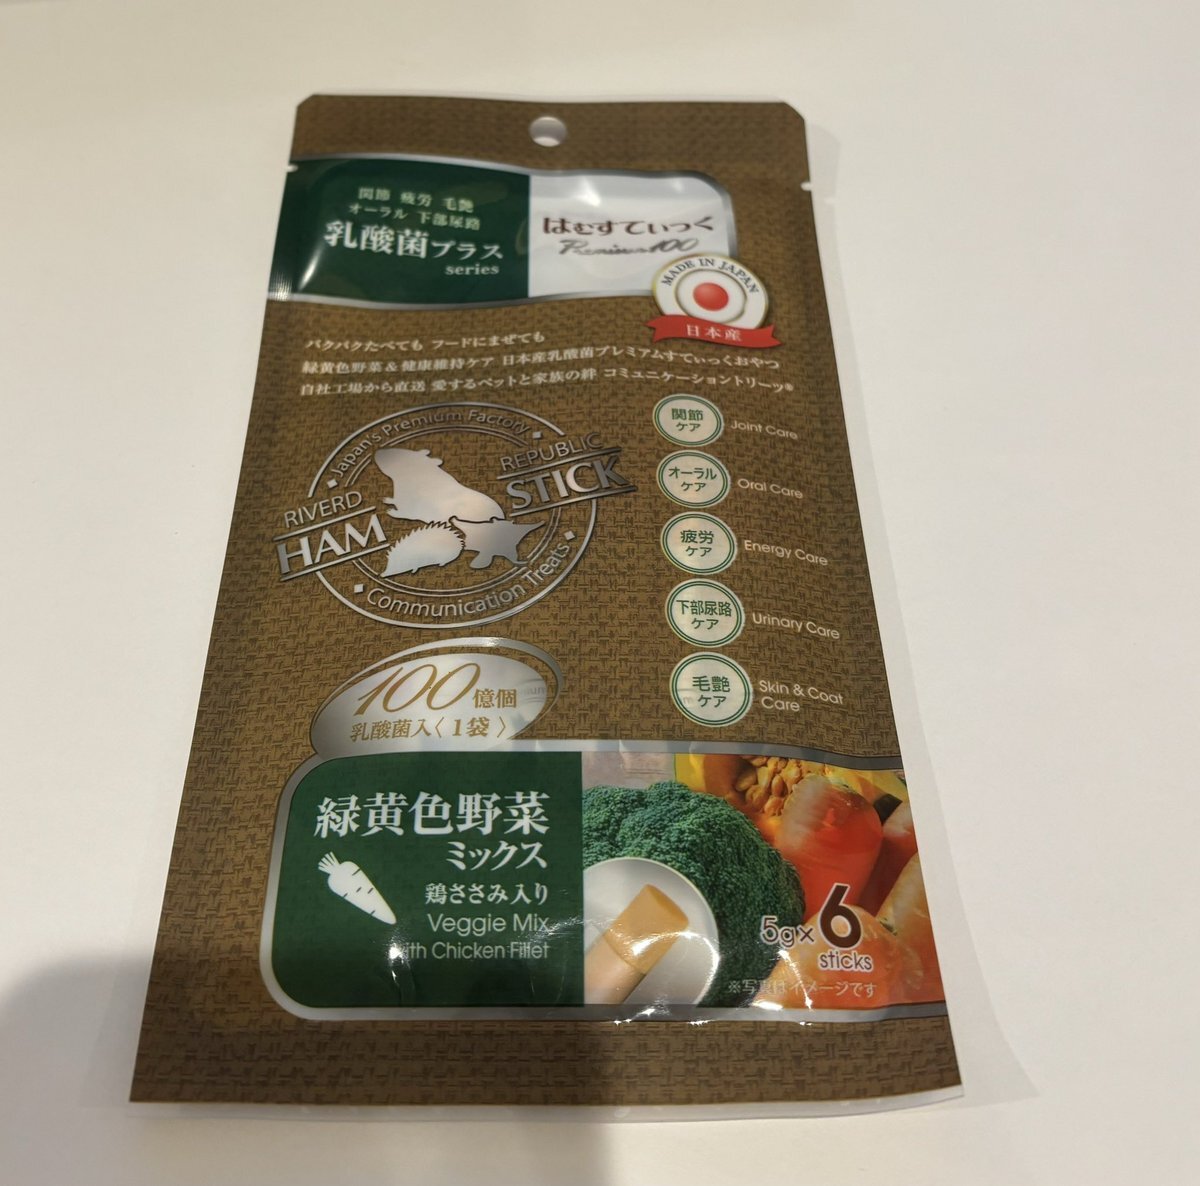 関節 疲労 毛艶
オーラル 下部尿路
乳酸菌プラス
series
はむすてぃっく
Premium100
MADE IN JAPAN
日本産
パクパクたべても フードにまぜても
緑黄色野菜&健康維持ケア 日本産乳酸菌プレミアムすてぃっくおやつ
自社工場から直送 愛するペットと家族の絆 コミュニケーショントリーツ®
Japan's Premium Factory
RIVERD
REPUBLIC
HAM
STICK
Communication Treats
関節
ケア
Joint Care
オーラル
ケア
Oral Care
疲労
ケア
Energy Care
下部尿路
ケア
Urinary Care
毛艶
ケア
Skin & Coat
Care
100億個
乳酸菌入〈1袋〉
緑黄色野菜
ミックス
鶏ささみ入り
Veggie Mix
with Chicken Fillet
5g×6
sticks
※写真はイメージです